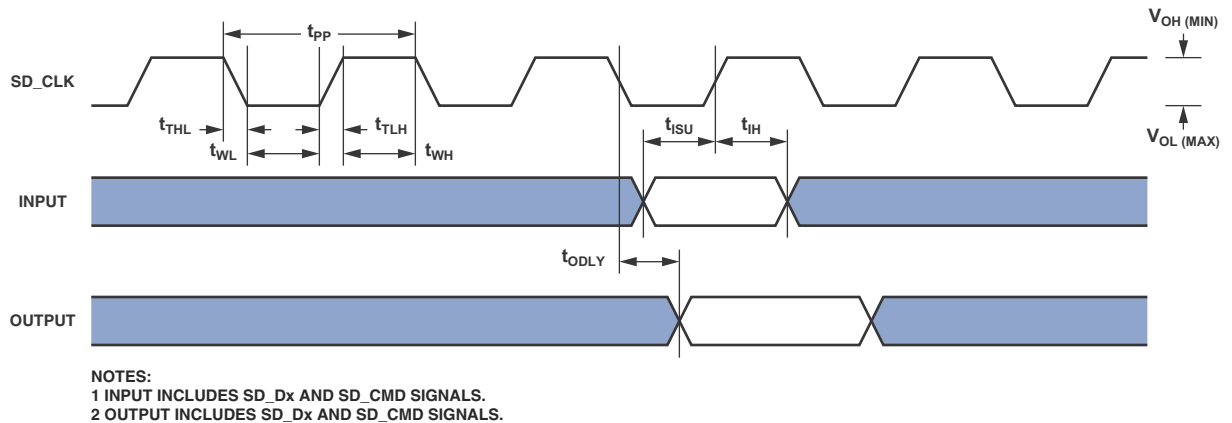 tPP
VOH (MIN)
SD_CLK
tTHL
tTLH
tISU
tIH
tWL
tWH
VOL (MAX)
INPUT
tODLY
OUTPUT
NOTES:
1 INPUT INCLUDES SD_Dx AND SD_CMD SIGNALS.
2 OUTPUT INCLUDES SD_Dx AND SD_CMD SIGNALS.